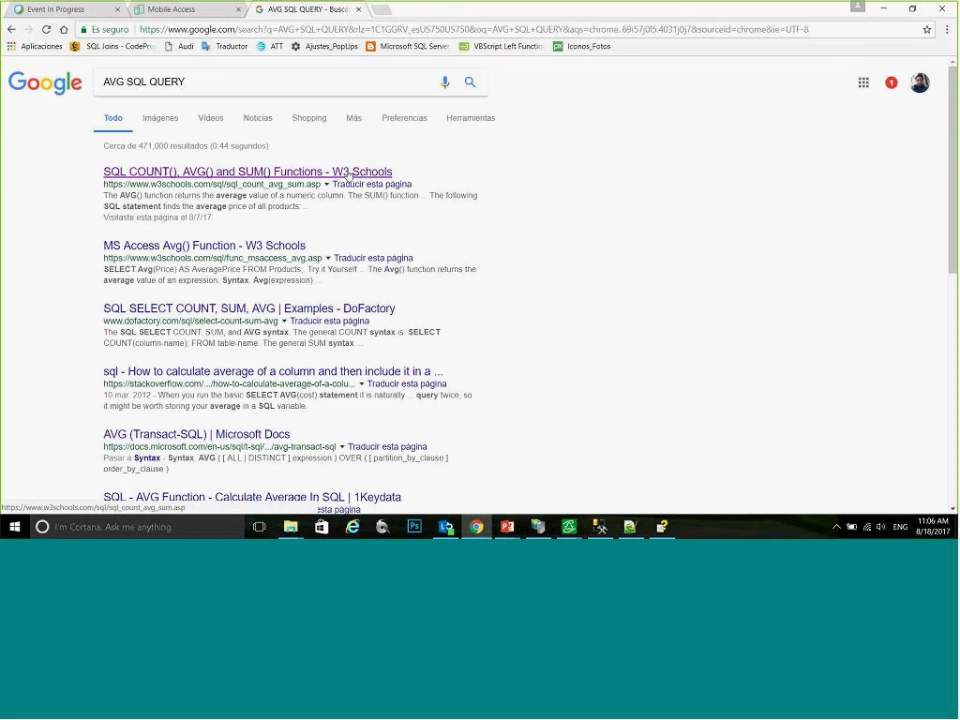 Event In Progress
Mobile Access
AVG SQL QUERY - Busca
Es seguro
https://www.google.com/search?q=AVG+SQL+QUERY&rlz=1C1GGRV_esUS750US750&oq=AVG+SQL+QUERY&aqs=chrome..69i57j0l5.4031j0j7&sourceid=chrome&ie=UTF-8
Aplicaciones
SQL Joins - CodePro
Audi
Traductor
ATT
Ajustes_PopUps
Microsoft SQL Server
VBScript Left Functio
Iconos_Fotos
Google
AVG SQL QUERY
1
Todo Imágenes Vídeos Noticias Shopping Más Preferencias Herramientas
Cerca de 471,000 resultados (0.44 segundos)
SQL COUNT(), AVG() and SUM() Functions - W3 Schools
https://www.w3schools.com/sql/sql_count_avg_sum.asp ▾ Traducir esta página
The AVG() function returns the average value of a numeric column. The SUM() function ... The following
SQL statement finds the average price of all products: ...
Visitaste esta página el 8/7/17.
MS Access Avg() Function - W3 Schools
https://www.w3schools.com/sql/func_msaccess_avg.asp ▾ Traducir esta página
SELECT Avg(Price) AS AveragePrice FROM Products;. Try it Yourself ... The Avg() function returns the
average value of an expression. Syntax. Avg(expression) ...
SQL SELECT COUNT, SUM, AVG | Examples - DoFactory
www.dofactory.com/sql/select-count-sum-avg ▾ Traducir esta página
The SQL SELECT COUNT, SUM, and AVG syntax. The general COUNT syntax is: SELECT
COUNT(column-name); FROM table-name. The general SUM syntax ...
sql - How to calculate average of a column and then include it in a ...
https://stackoverflow.com/.../how-to-calculate-average-of-a-colu... ▾ Traducir esta página
10 mar. 2012 - When you run the basic SELECT AVG(cost) statement it is naturally ... query twice, so
it might be worth storing your average in a SQL variable.
AVG (Transact-SQL) | Microsoft Docs
https://docs.microsoft.com/en-us/sql/t-sql/.../avg-transact-sql ▾ Traducir esta página
Pasar a Syntax - Syntax. AVG ( [ ALL | DISTINCT ] expression ) OVER ( [ partition_by_clause ]
order_by_clause )
SQL - AVG Function - Calculate Average In SQL | 1Keydata
https://www.w3schools.com/sql/sql_count_avg_sum.asp
esta página
I'm Cortana. Ask me anything.
ENG
11:06 AM
8/18/2017